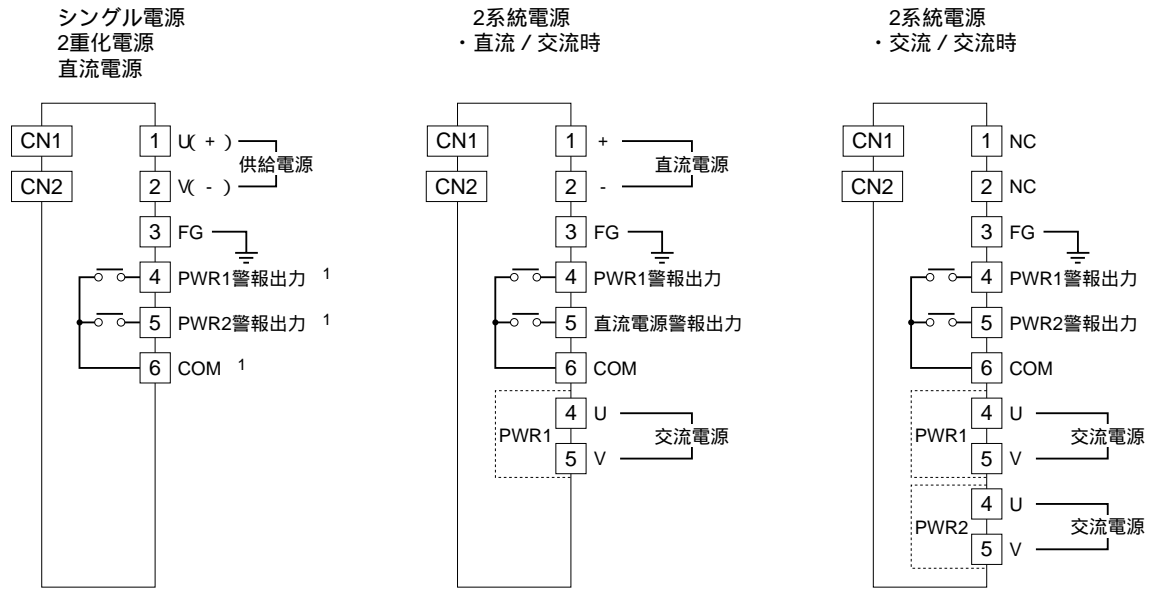 シングル電源
2重化電源
直流電源
CN1
CN2
1 U( + )
供給電源
2 V( - )
3 FG
4 PWR1警報出力 1
5 PWR2警報出力 1
6 COM 1
2系統電源
・直流 / 交流時
CN1
CN2
1 +
直流電源
2 -
3 FG
4 PWR1警報出力
5 直流電源警報出力
6 COM
PWR1
4 U
交流電源
5 V
2系統電源
・交流 / 交流時
CN1
CN2
1 NC
2 NC
3 FG
4 PWR1警報出力
5 PWR2警報出力
6 COM
PWR1
4 U
交流電源
5 V
PWR2
4 U
交流電源
5 V